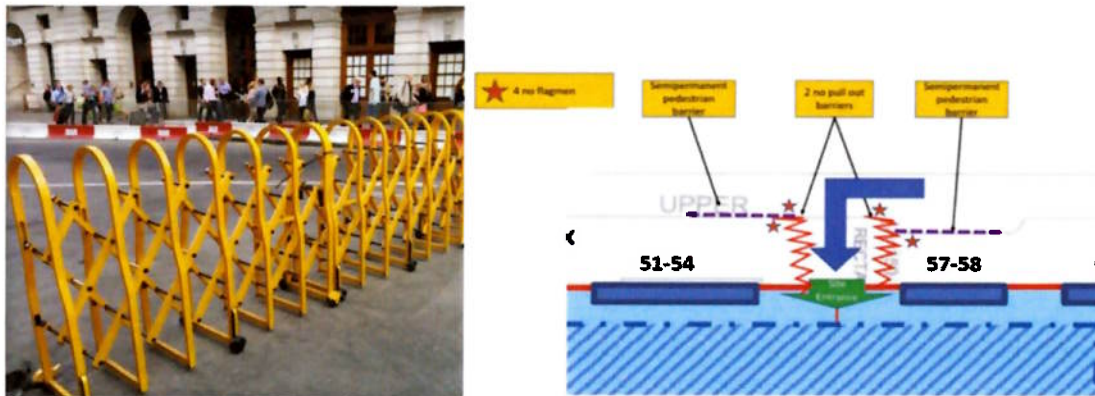 4 no flagmen
Semipermanent
pedestrian
barrier
2 no pull out
barriers
Semipermanent
pedestrian
barrier
UPPER
51-54
57-58
Site
Entrance